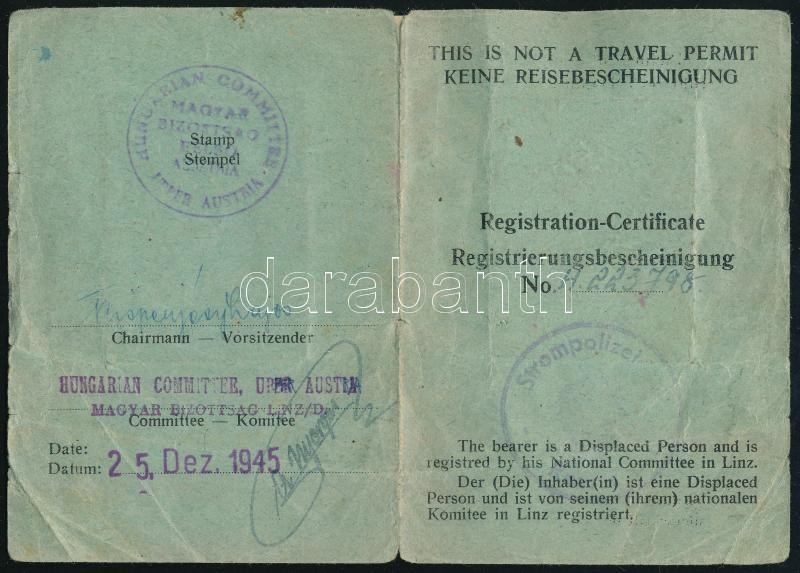 HUNGARIAN COMMITTEE
MAGYAR
BIZOTTSAG
AUSTRIA
UPPER AUSTRIA
Stamp
Stempel
Chairmann — Vorsitzender
HUNGARIAN COMMITTEE, UPER AUSTRIA
MAGYAR BIZOTTSAG LINZ/D.
Committee — Komitee
Date:
Datum: 25. Dez. 1945
THIS IS NOT A TRAVEL PERMIT
KEINE REISEBESCHEINIGUNG
Registration-Certificate
Registrierungsbescheinigung
No. A. 223798.
Strompolizei
The bearer is a Displaced Person and is
registred by his National Committee in Linz.
Der (Die) Inhaber(in) ist eine Displaced
Person und ist von seinem (ihrem) nationalen
Komitee in Linz registriert.
darabanth